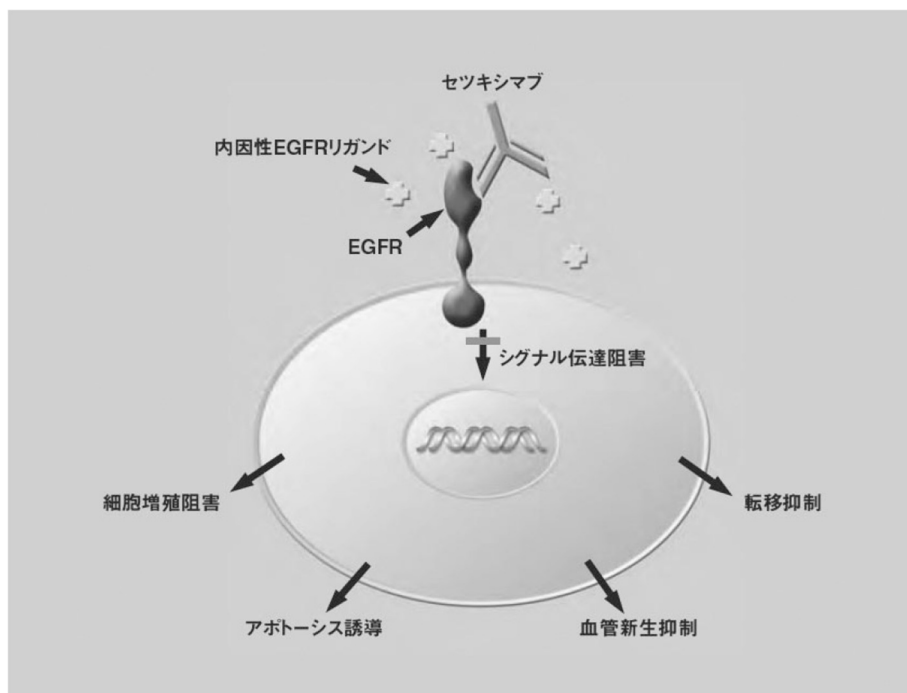 セツキシマブ
内因性EGFRリガンド
EGFR
シグナル伝達阻害
細胞増殖阻害
転移抑制
アポトーシス誘導
血管新生抑制